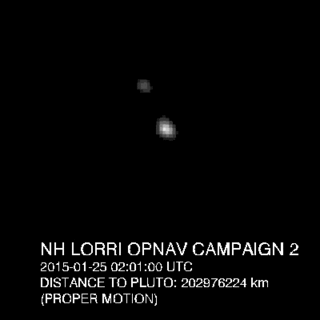 NH LORRI OPNAV CAMPAIGN 2
2015-01-25 02:01:00 UTC
DISTANCE TO PLUTO: 202976224 km
(PROPER MOTION)